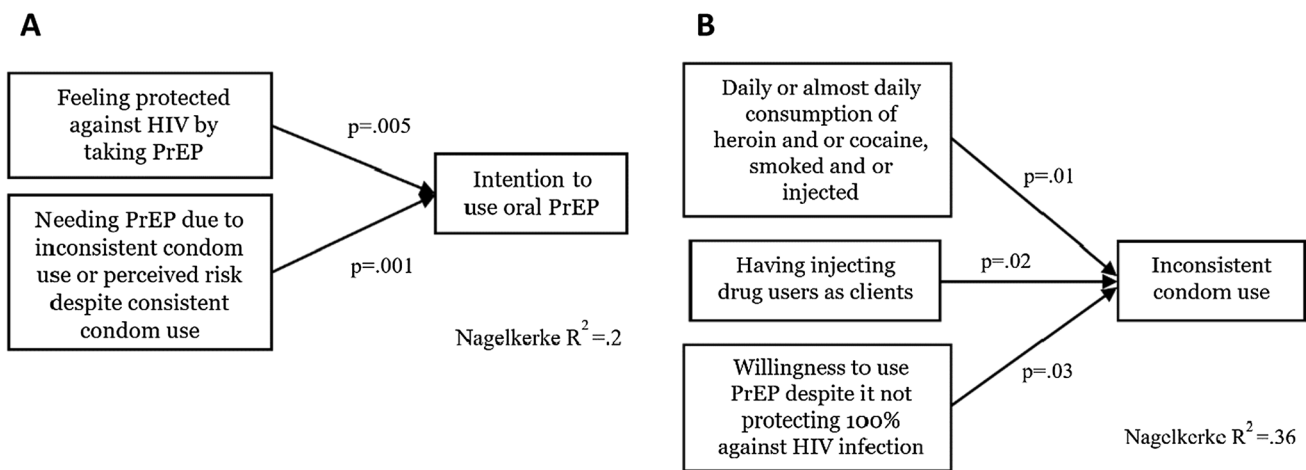 A
Feeling protected
against HIV by
taking PrEP
p=.005
Needing PrEP due to
inconsistent condom
use or perceived risk
despite consistent
condom use
p=.001
Intention to
use oral PrEP
Nagelkerke R²=.2
B
Daily or almost daily
consumption of
heroin and or cocaine,
smoked and or
injected
p=.01
Having injecting
drug users as clients
p=.02
Willingness to use
PrEP despite it not
protecting 100%
against HIV infection
p=.03
Inconsistent
condom use
Nagelkerke R²=.36